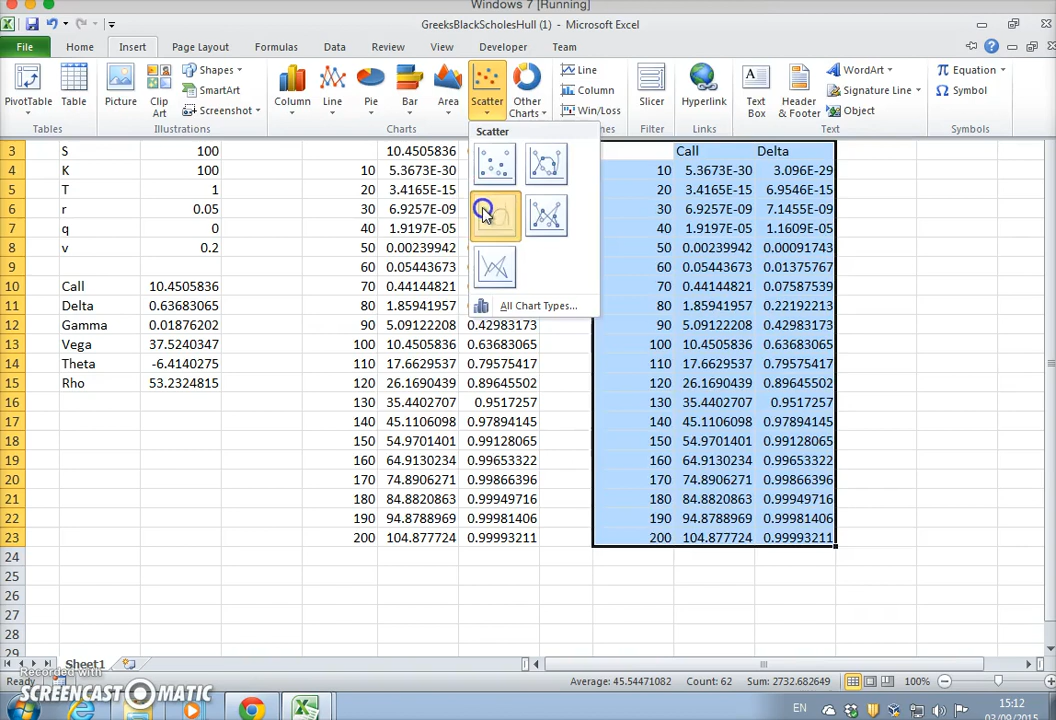 Windows 7 [Running]
GreeksBlackScholesHull (1) - Microsoft Excel
File Home Insert Page Layout Formulas Data Review View Developer Team
PivotTable Table Picture Clip Art Shapes SmartArt Screenshot Column Line Pie Bar Area Scatter Other Charts Line Column Win/Loss Slicer Hyperlink Text Box Header & Footer WordArt Signature Line Object Equation Symbol
Tables Illustrations Charts Filter Links Text Symbols
Scatter
All Chart Types...
3 S 100 10.4505836 Call Delta
4 K 100 10 5.3673E-30 10 5.3673E-30 3.096E-29
5 T 1 20 3.4165E-15 20 3.4165E-15 6.9546E-15
6 r 0.05 30 6.9257E-09 30 6.9257E-09 7.1455E-09
7 q 0 40 1.9197E-05 40 1.9197E-05 1.1605E-05
8 v 0.2 50 0.00239942 50 0.00239942 0.00091743
9 60 0.05443673 60 0.05443673 0.01375767
10 Call 10.4505836 70 0.44144821 70 0.44144821 0.07587539
11 Delta 0.63683065 80 1.85941957 80 1.85941957 0.22192213
12 Gamma 0.01876202 90 5.09122208 0.42983173 90 5.09122208 0.42983173
13 Vega 37.5240347 100 10.4505836 0.63683065 100 10.4505836 0.63683065
14 Theta -6.4140275 110 17.6629537 0.79575417 110 17.6629537 0.79575417
15 Rho 53.2324815 120 26.1690439 0.89645502 120 26.1690439 0.89645502
16 130 35.4402707 0.9517257 130 35.4402707 0.9517257
17 140 45.1106098 0.97894145 140 45.1106098 0.97894145
18 150 54.9701401 0.99128065 150 54.9701401 0.99128065
19 160 64.9130234 0.99653322 160 64.9130234 0.99653322
20 170 74.8906271 0.99866396 170 74.8906271 0.99866396
21 180 84.8820863 0.99949716 180 84.8820863 0.99949716
22 190 94.8788969 0.99981406 190 94.8788969 0.99981406
23 200 104.877724 0.99993211 200 104.877724 0.99993211
24
25
26
27
28
29
Sheet1
Ready Average: 45.54471082 Count: 62 Sum: 2732.682649 100%
Recorded with
SCREENCAST-O-MATIC
EN 15:12
03/09/2015